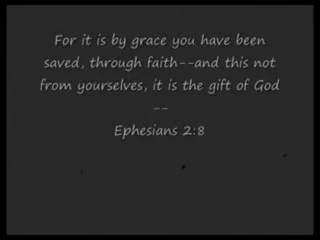 For it is by grace you have been
saved, through faith--and this not
from yourselves, it is the gift of God
--
Ephesians 2:8